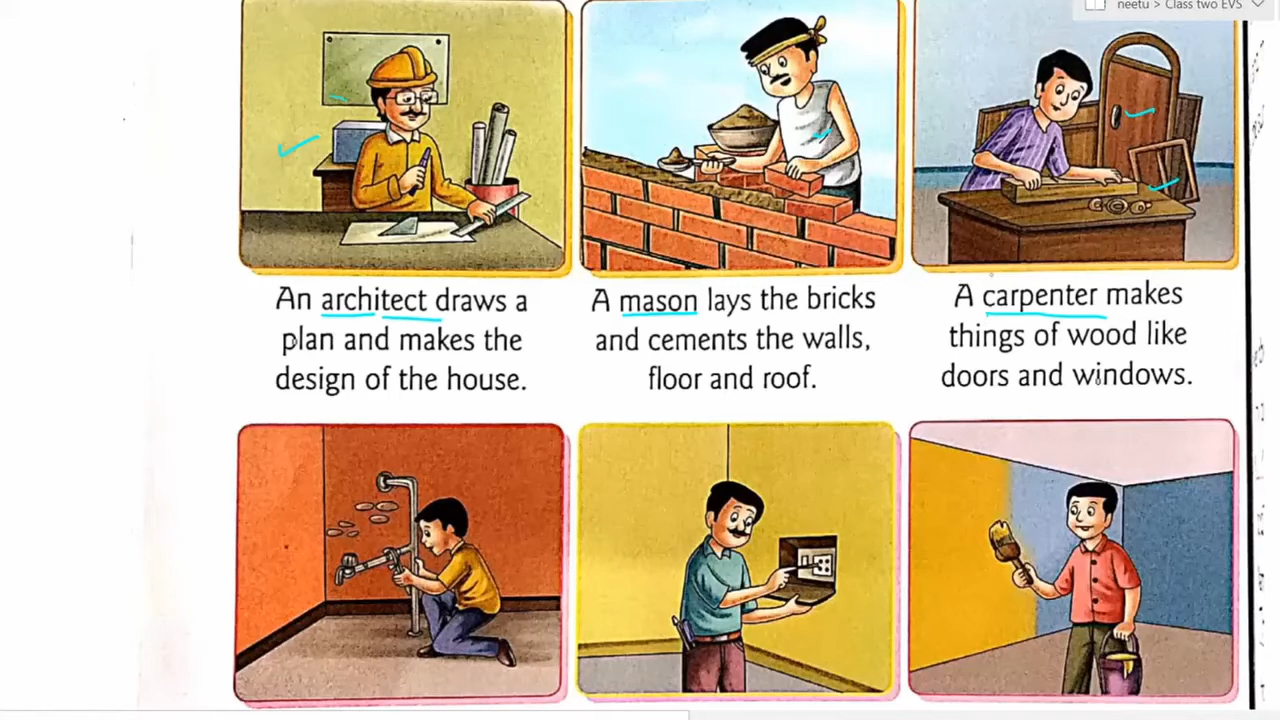 neetu > Class two EVS
An architect draws a
plan and makes the
design of the house.
A mason lays the bricks
and cements the walls,
floor and roof.
A carpenter makes
things of wood like
doors and windows.